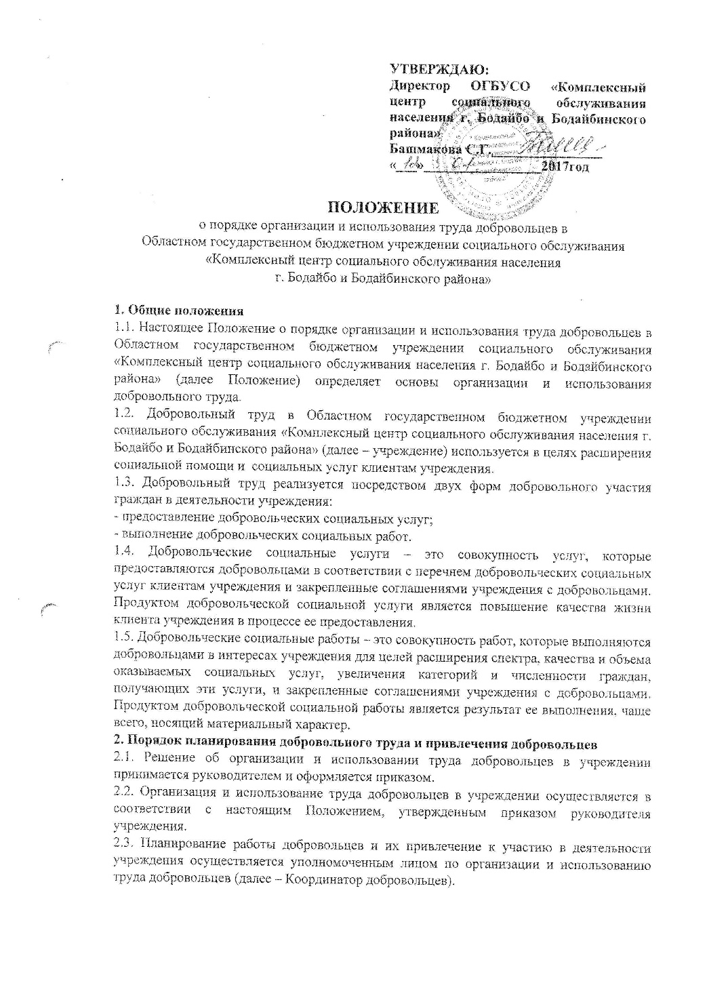 УТВЕРЖДАЮ:
Директор ОГБУСО «Комплексный
центр социального обслуживания
населения г. Бодайбо и Бодайбинского
района»
Башмакова С.Г.
2017год
ПОЛОЖЕНИЕ
о порядке организации и использования труда добровольцев в
Областном государственном бюджетном учреждении социального обслуживания
«Комплексный центр социального обслуживания населения
г. Бодайбо и Бодайбинского района»
1. Общие положения
1.1. Настоящее Положение о порядке организации и использования труда добровольцев в
Областном государственном бюджетном учреждении социального обслуживания
«Комплексный центр социального обслуживания населения г. Бодайбо и Бодайбинского
района» (далее Положение) определяет основы организации и использования
добровольного труда.
1.2. Добровольный труд в Областном государственном бюджетном учреждении
социального обслуживания «Комплексный центр социального обслуживания населения г.
Бодайбо и Бодайбинского района» (далее – учреждение) используется в целях расширения
социальной помощи и социальных услуг клиентам учреждения.
1.3. Добровольный труд реализуется посредством двух форм добровольного участия
граждан в деятельности учреждения:
- предоставление добровольческих социальных услуг;
- выполнение добровольческих социальных работ.
1.4. Добровольческие социальные услуги – это совокупность услуг, которые
предоставляются добровольцами в соответствии с перечнем добровольческих социальных
услуг клиентам учреждения и закрепленные соглашениями учреждения с добровольцами.
Продуктом добровольческой социальной услуги является повышение качества жизни
клиента учреждения в процессе ее предоставления.
1.5. Добровольческие социальные работы – это совокупность работ, которые выполняются
добровольцами в интересах учреждения для целей расширения спектра, качества и объема
оказываемых социальных услуг, увеличения категорий и численности граждан,
получающих эти услуги, и закрепленные соглашениями учреждения с добровольцами.
Продуктом добровольческой социальной работы является результат ее выполнения, чаще
всего, носящий материальный характер.
2. Порядок планирования добровольного труда и привлечения добровольцев
2.1. Решение об организации и использовании труда добровольцев в учреждении
принимается руководителем и оформляется приказом.
2.2. Организация и использование труда добровольцев в учреждении осуществляется в
соответствии с настоящим Положением, утвержденным приказом руководителя
учреждения.
2.3. Планирование работы добровольцев и их привлечение к участию в деятельности
учреждения осуществляется уполномоченным лицом по организации и использованию
труда добровольцев (далее – Координатор добровольцев).